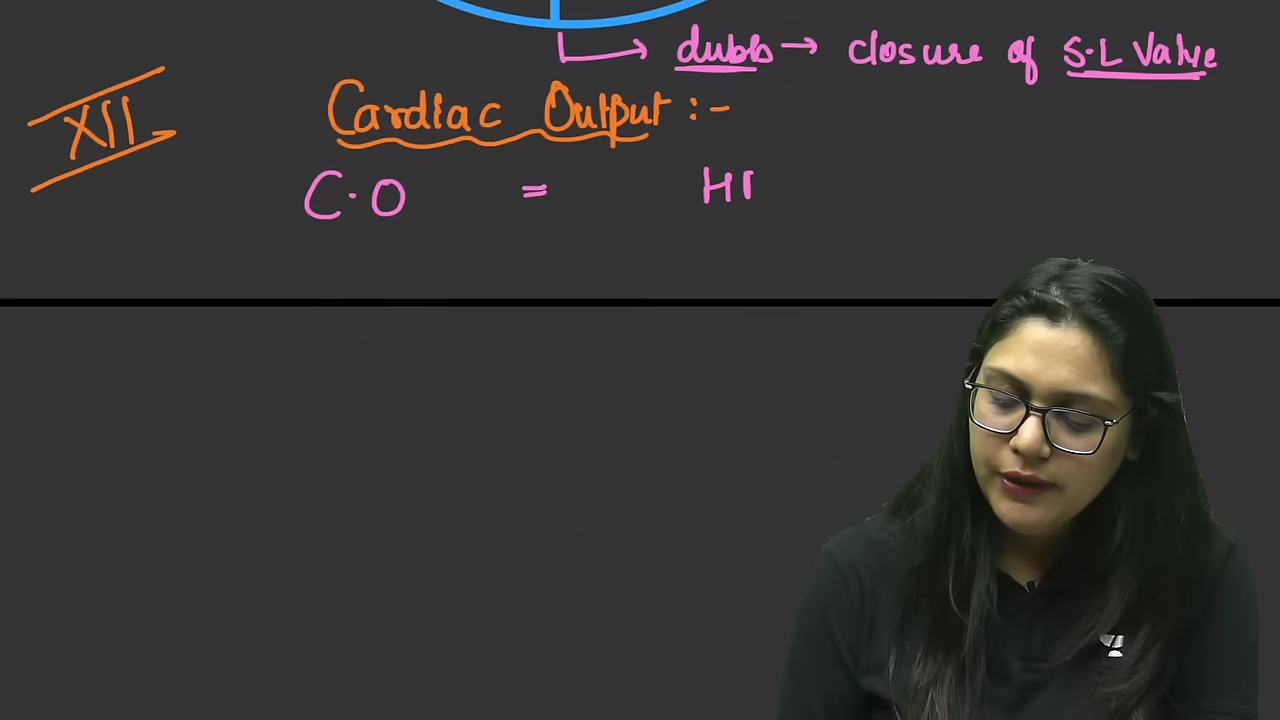 dubb → closure of S.L Valve
XII
Cardiac Output :-
C.O = HR